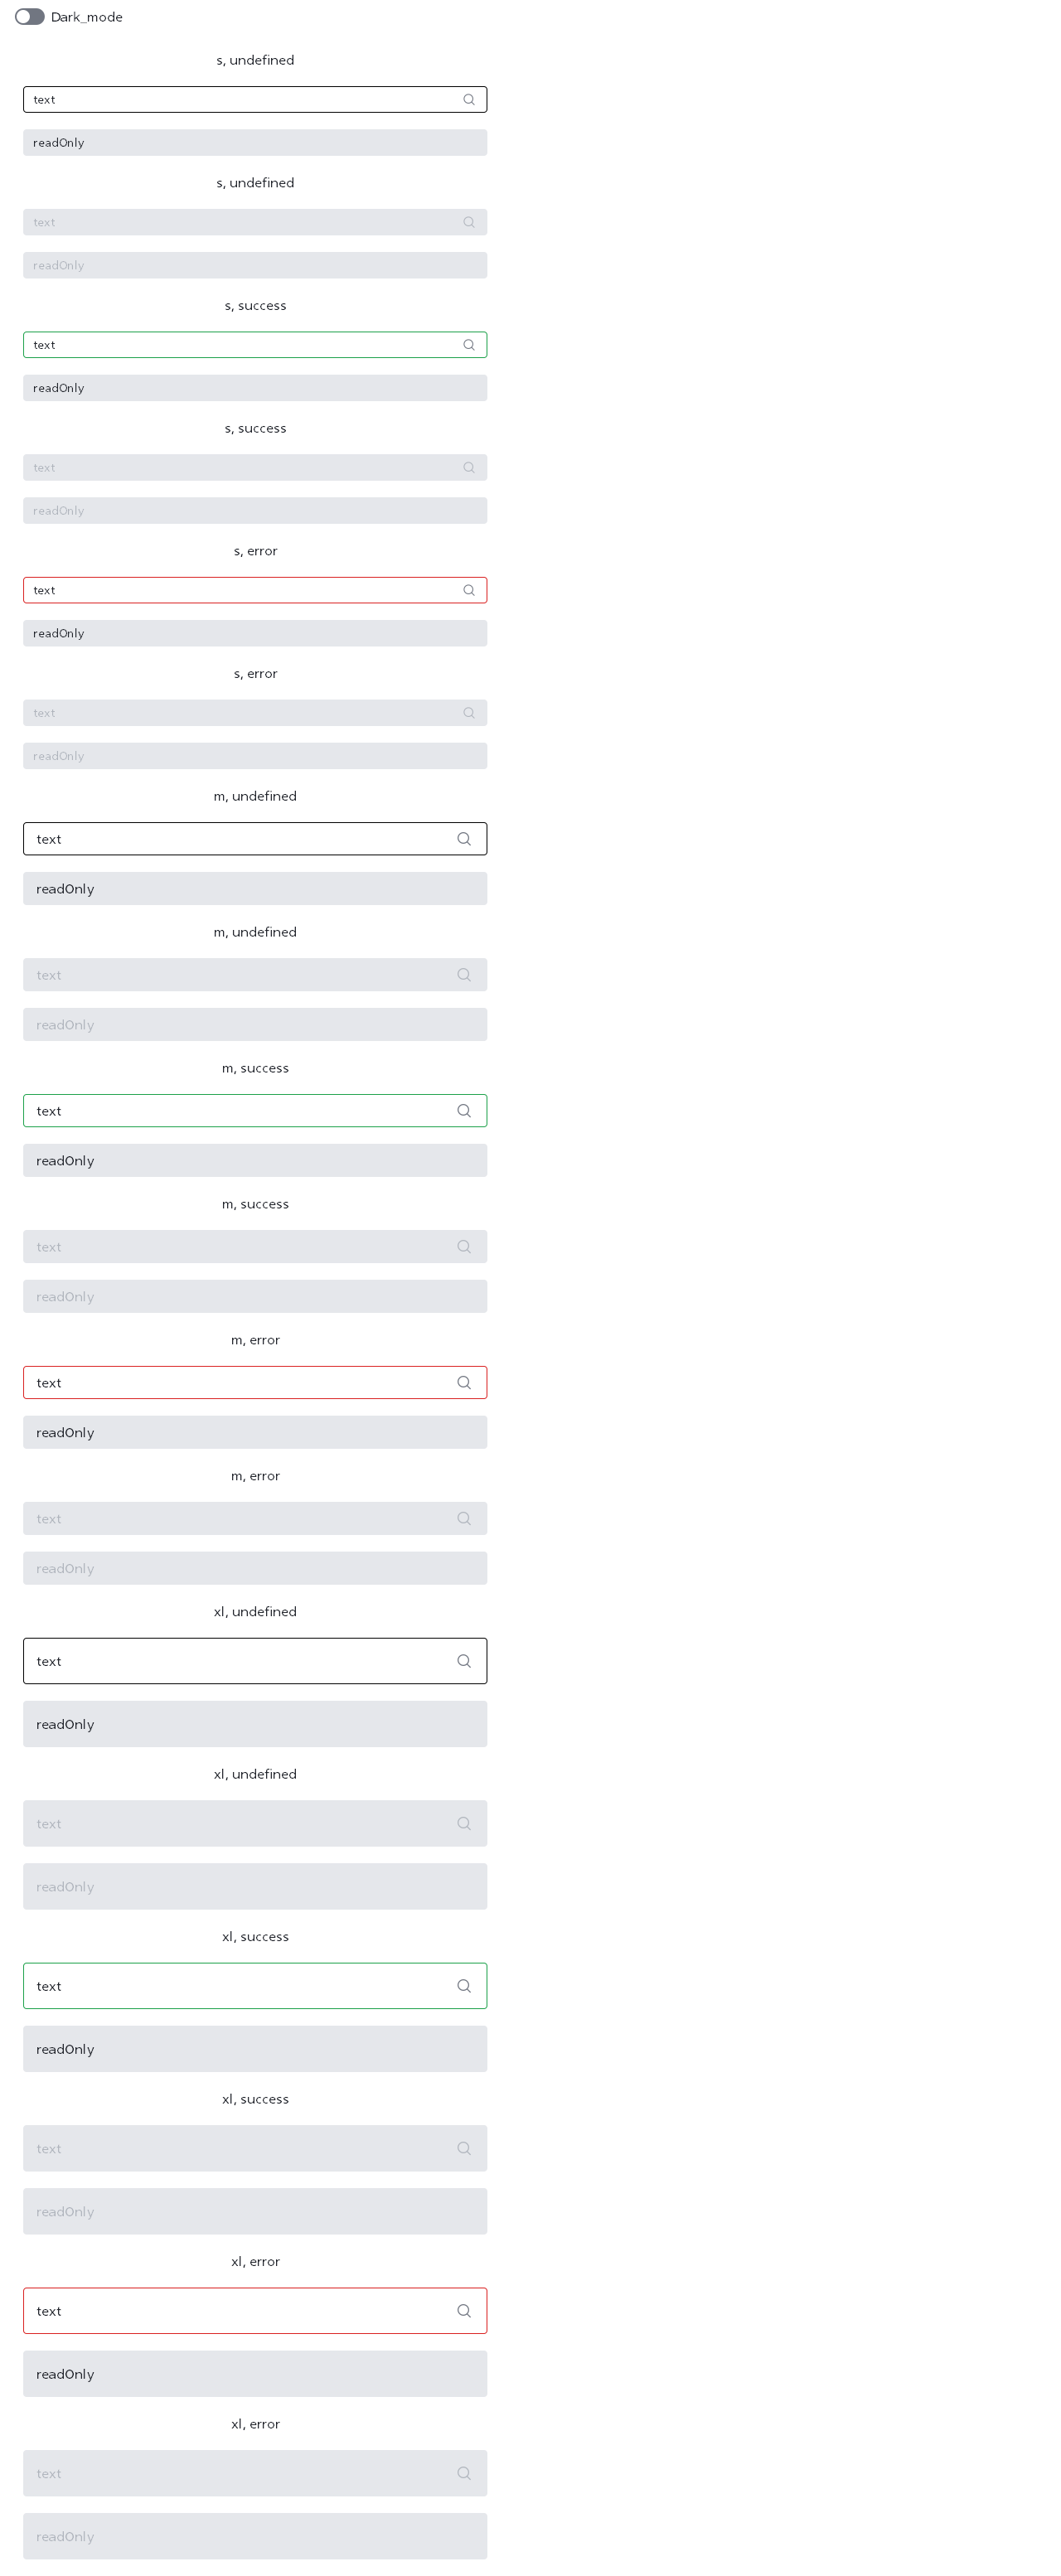 Dark_mode
s, undefined
text
readOnly
s, undefined
text
readOnly
s, success
text
readOnly
s, success
text
readOnly
s, error
text
readOnly
s, error
text
readOnly
m, undefined
text
readOnly
m, undefined
text
readOnly
m, success
text
readOnly
m, success
text
readOnly
m, error
text
readOnly
m, error
text
readOnly
xl, undefined
text
readOnly
xl, undefined
text
readOnly
xl, success
text
readOnly
xl, success
text
readOnly
xl, error
text
readOnly
xl, error
text
readOnly